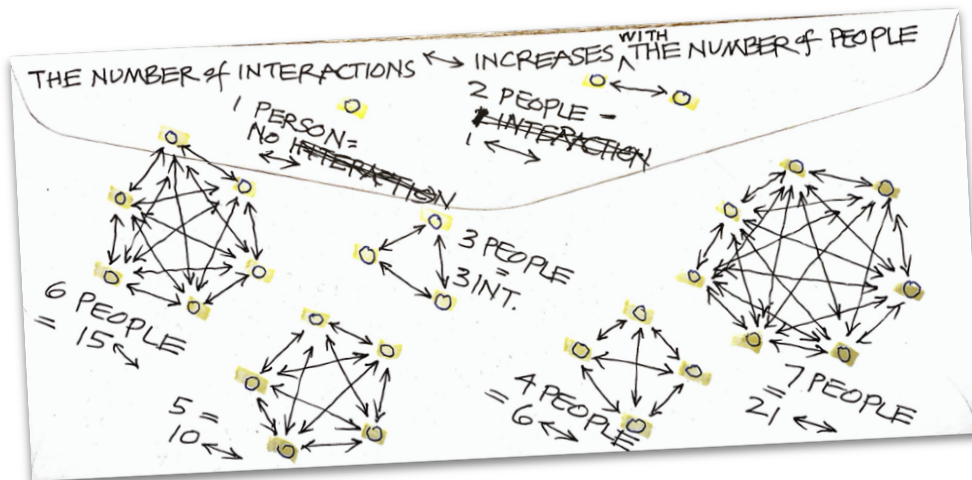 THE NUMBER of INTERACTIONS ↔ INCREASES WITH THE NUMBER of PEOPLE
1 PERSON =
NO ↔ INTERACTION
2 PEOPLE -
1 ↔ INTERACTION
3 PEOPLE
=
3 INT.
6 PEOPLE
= 15 ↔
5 =
10 ↔
4 PEOPLE
= 6 ↔
7 PEOPLE
=
21 ↔